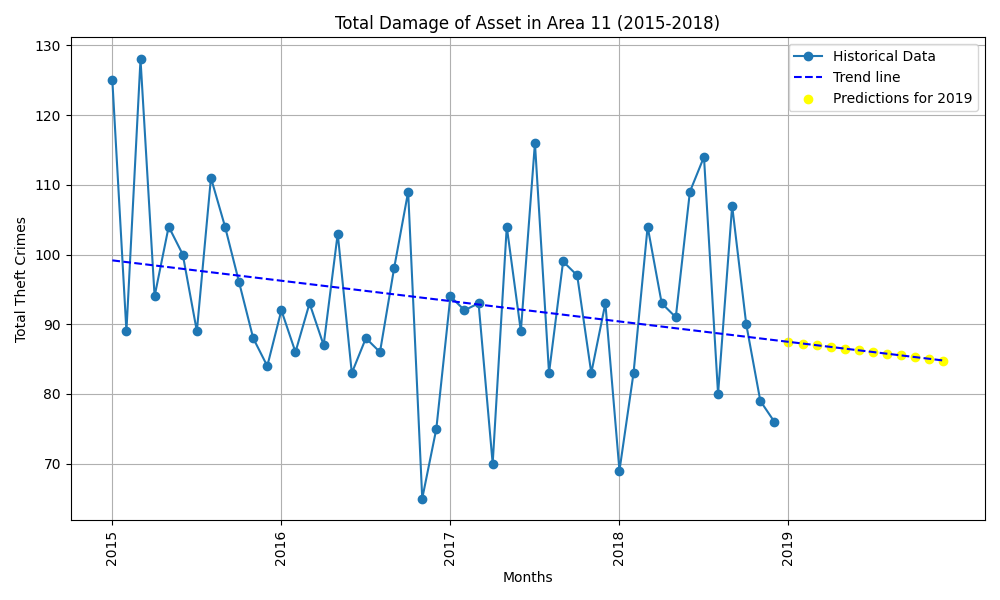 Total Damage of Asset in Area 11 (2015-2018)
Historical Data
Trend line
Predictions for 2019
Total Theft Crimes
130
120
110
100
90
80
70
2015
2016
2017
2018
2019
Months